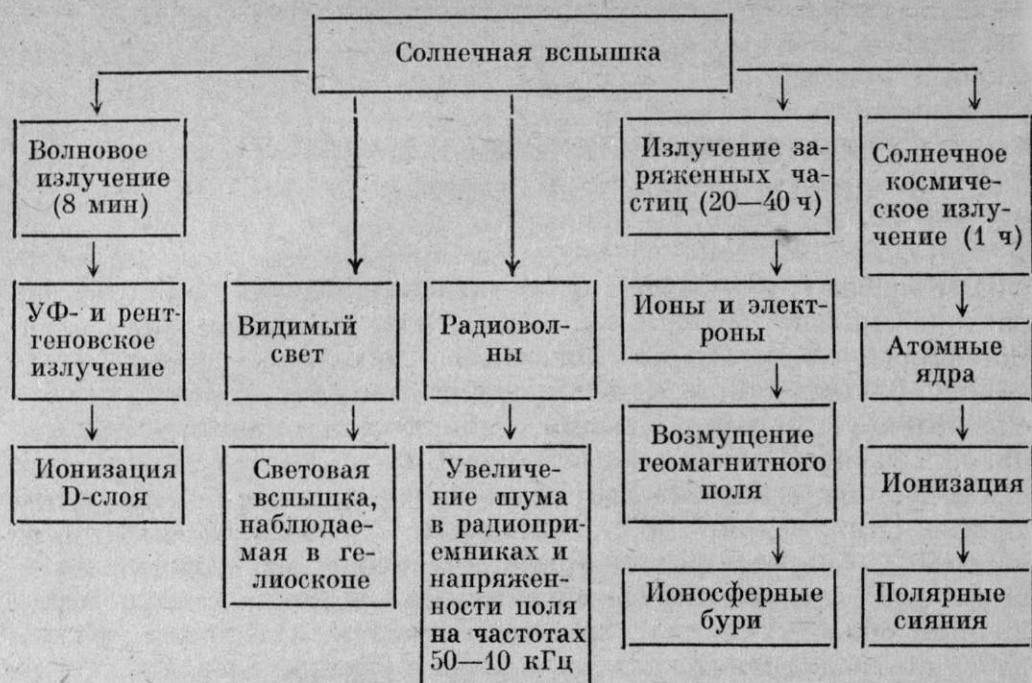 Солнечная вспышка
Волновое
излучение
(8 мин)
УФ- и рент-
геновское
излучение
Ионизация
D-слоя
Видимый
свет
Световая
вспышка,
наблюдае-
мая в ге-
лиоскопе
Радиовол-
ны
Увеличе-
ние шума
в радиопри-
емниках и
напряжен-
ности поля
на частотах
50—10 кГц
Излучение за-
ряженных ча-
стиц (20—40 ч)
Ионы и элект-
роны
Возмущение
геомагнитного
поля
Ионосферные
бури
Солнечное
космиче-
ское излу-
чение (1 ч)
Атомные
ядра
Ионизация
Полярные
сияния